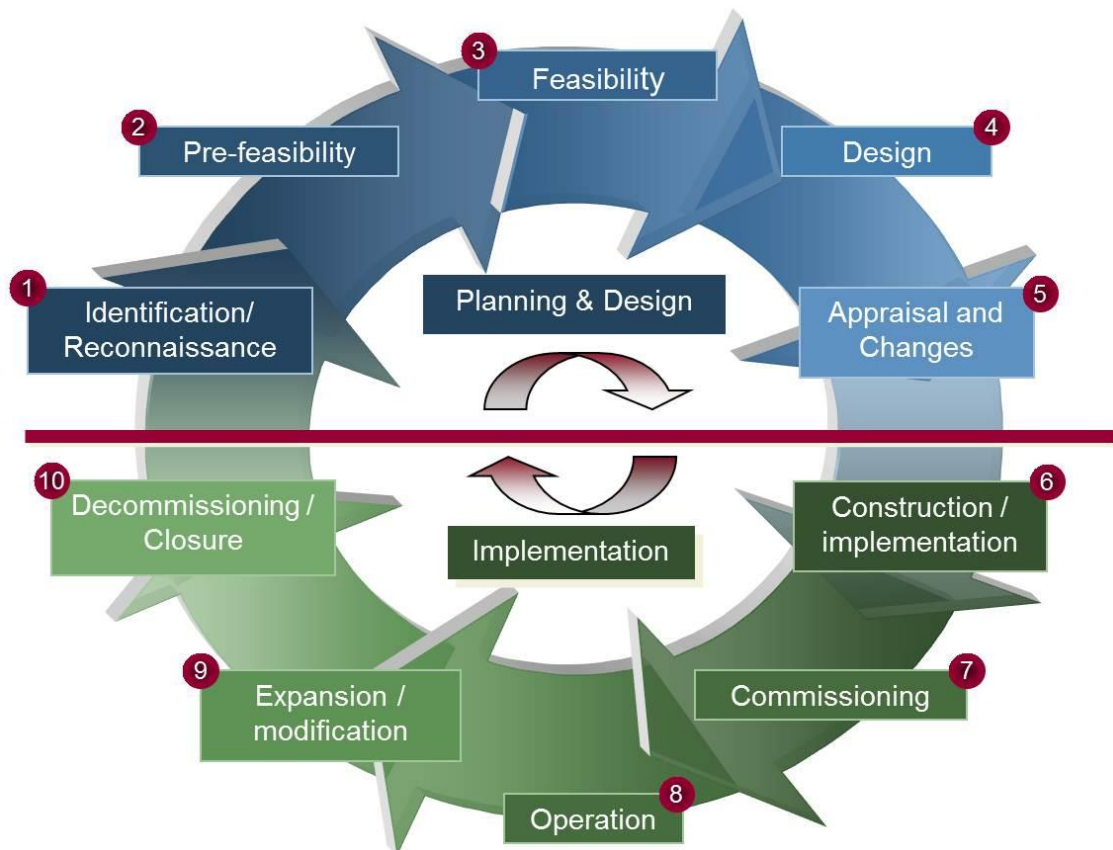 3
Feasibility
2
Pre-feasibility
4
Design
1
Identification/
Reconnaissance
Planning & Design
5
Appraisal and
Changes
10
Decommissioning /
Closure
Implementation
6
Construction /
implementation
9
Expansion /
modification
7
Commissioning
8
Operation